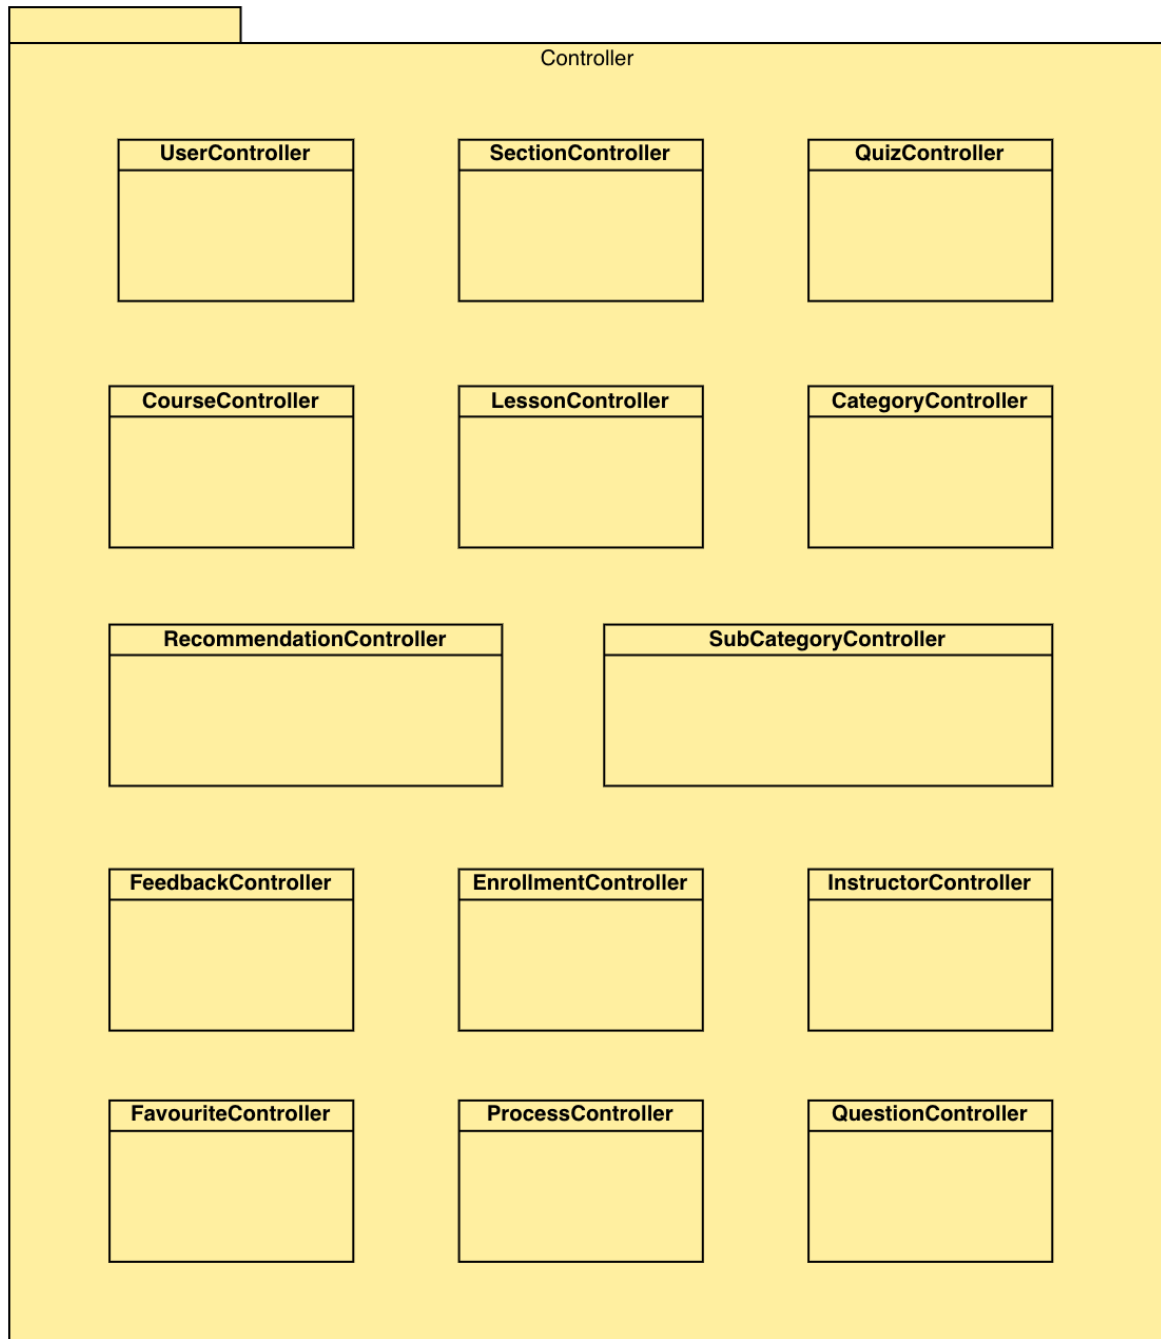 Controller
UserController
SectionController
QuizController
CourseController
LessonController
CategoryController
RecommendationController
SubCategoryController
FeedbackController
EnrollmentController
InstructorController
FavouriteController
ProcessController
QuestionController